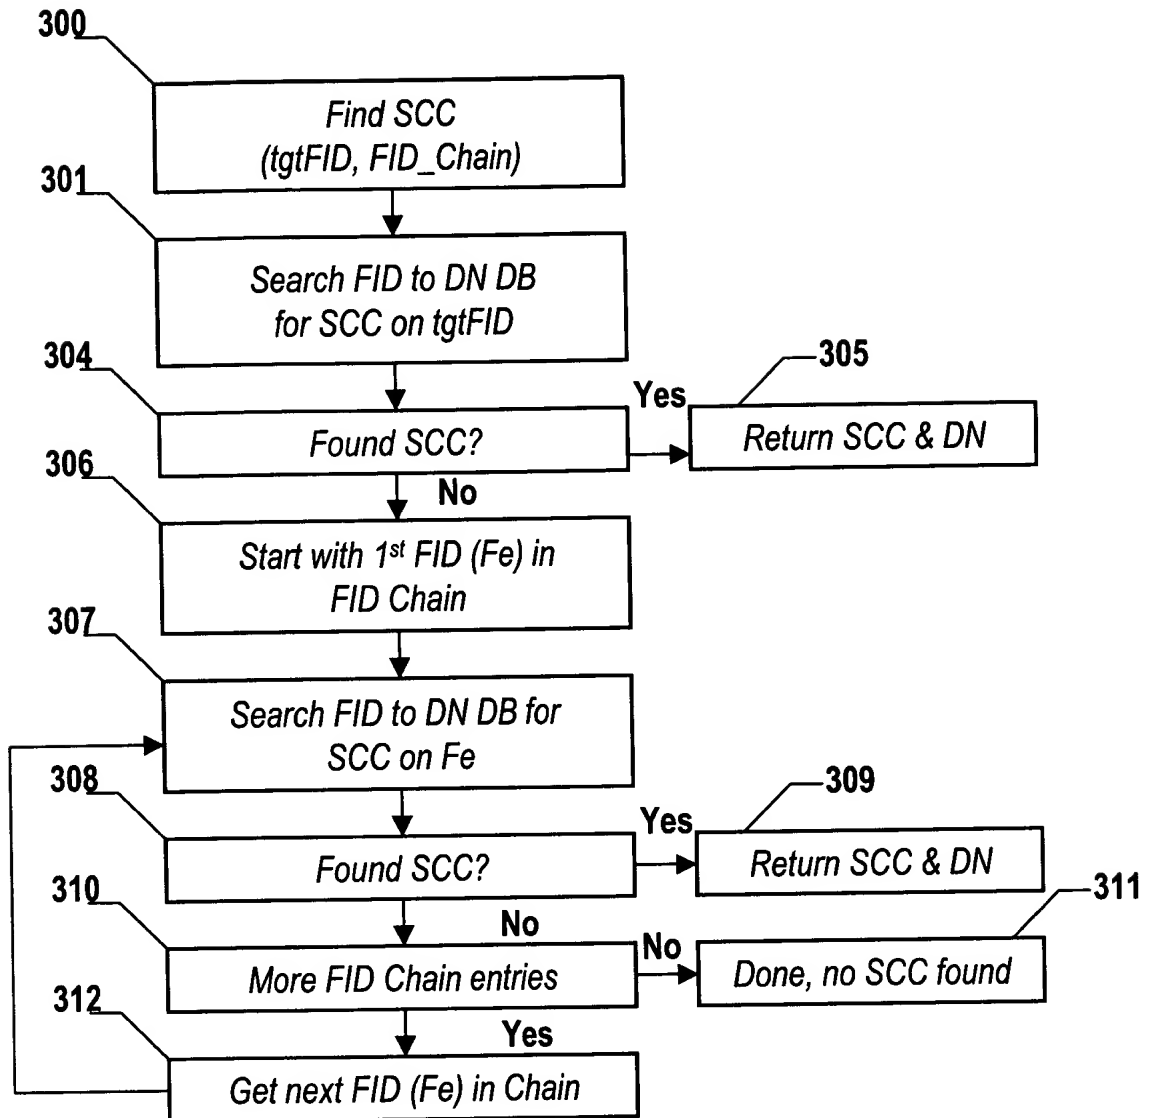 300
Find SCC
(tgtFID, FID_Chain)
301
Search FID to DN DB
for SCC on tgtFID
304
Found SCC?
Yes
305
Return SCC & DN
No
306
Start with 1st FID (Fe) in
FID Chain
307
Search FID to DN DB for
SCC on Fe
308
Found SCC?
Yes
309
Return SCC & DN
No
310
More FID Chain entries
No
311
Done, no SCC found
Yes
312
Get next FID (Fe) in Chain